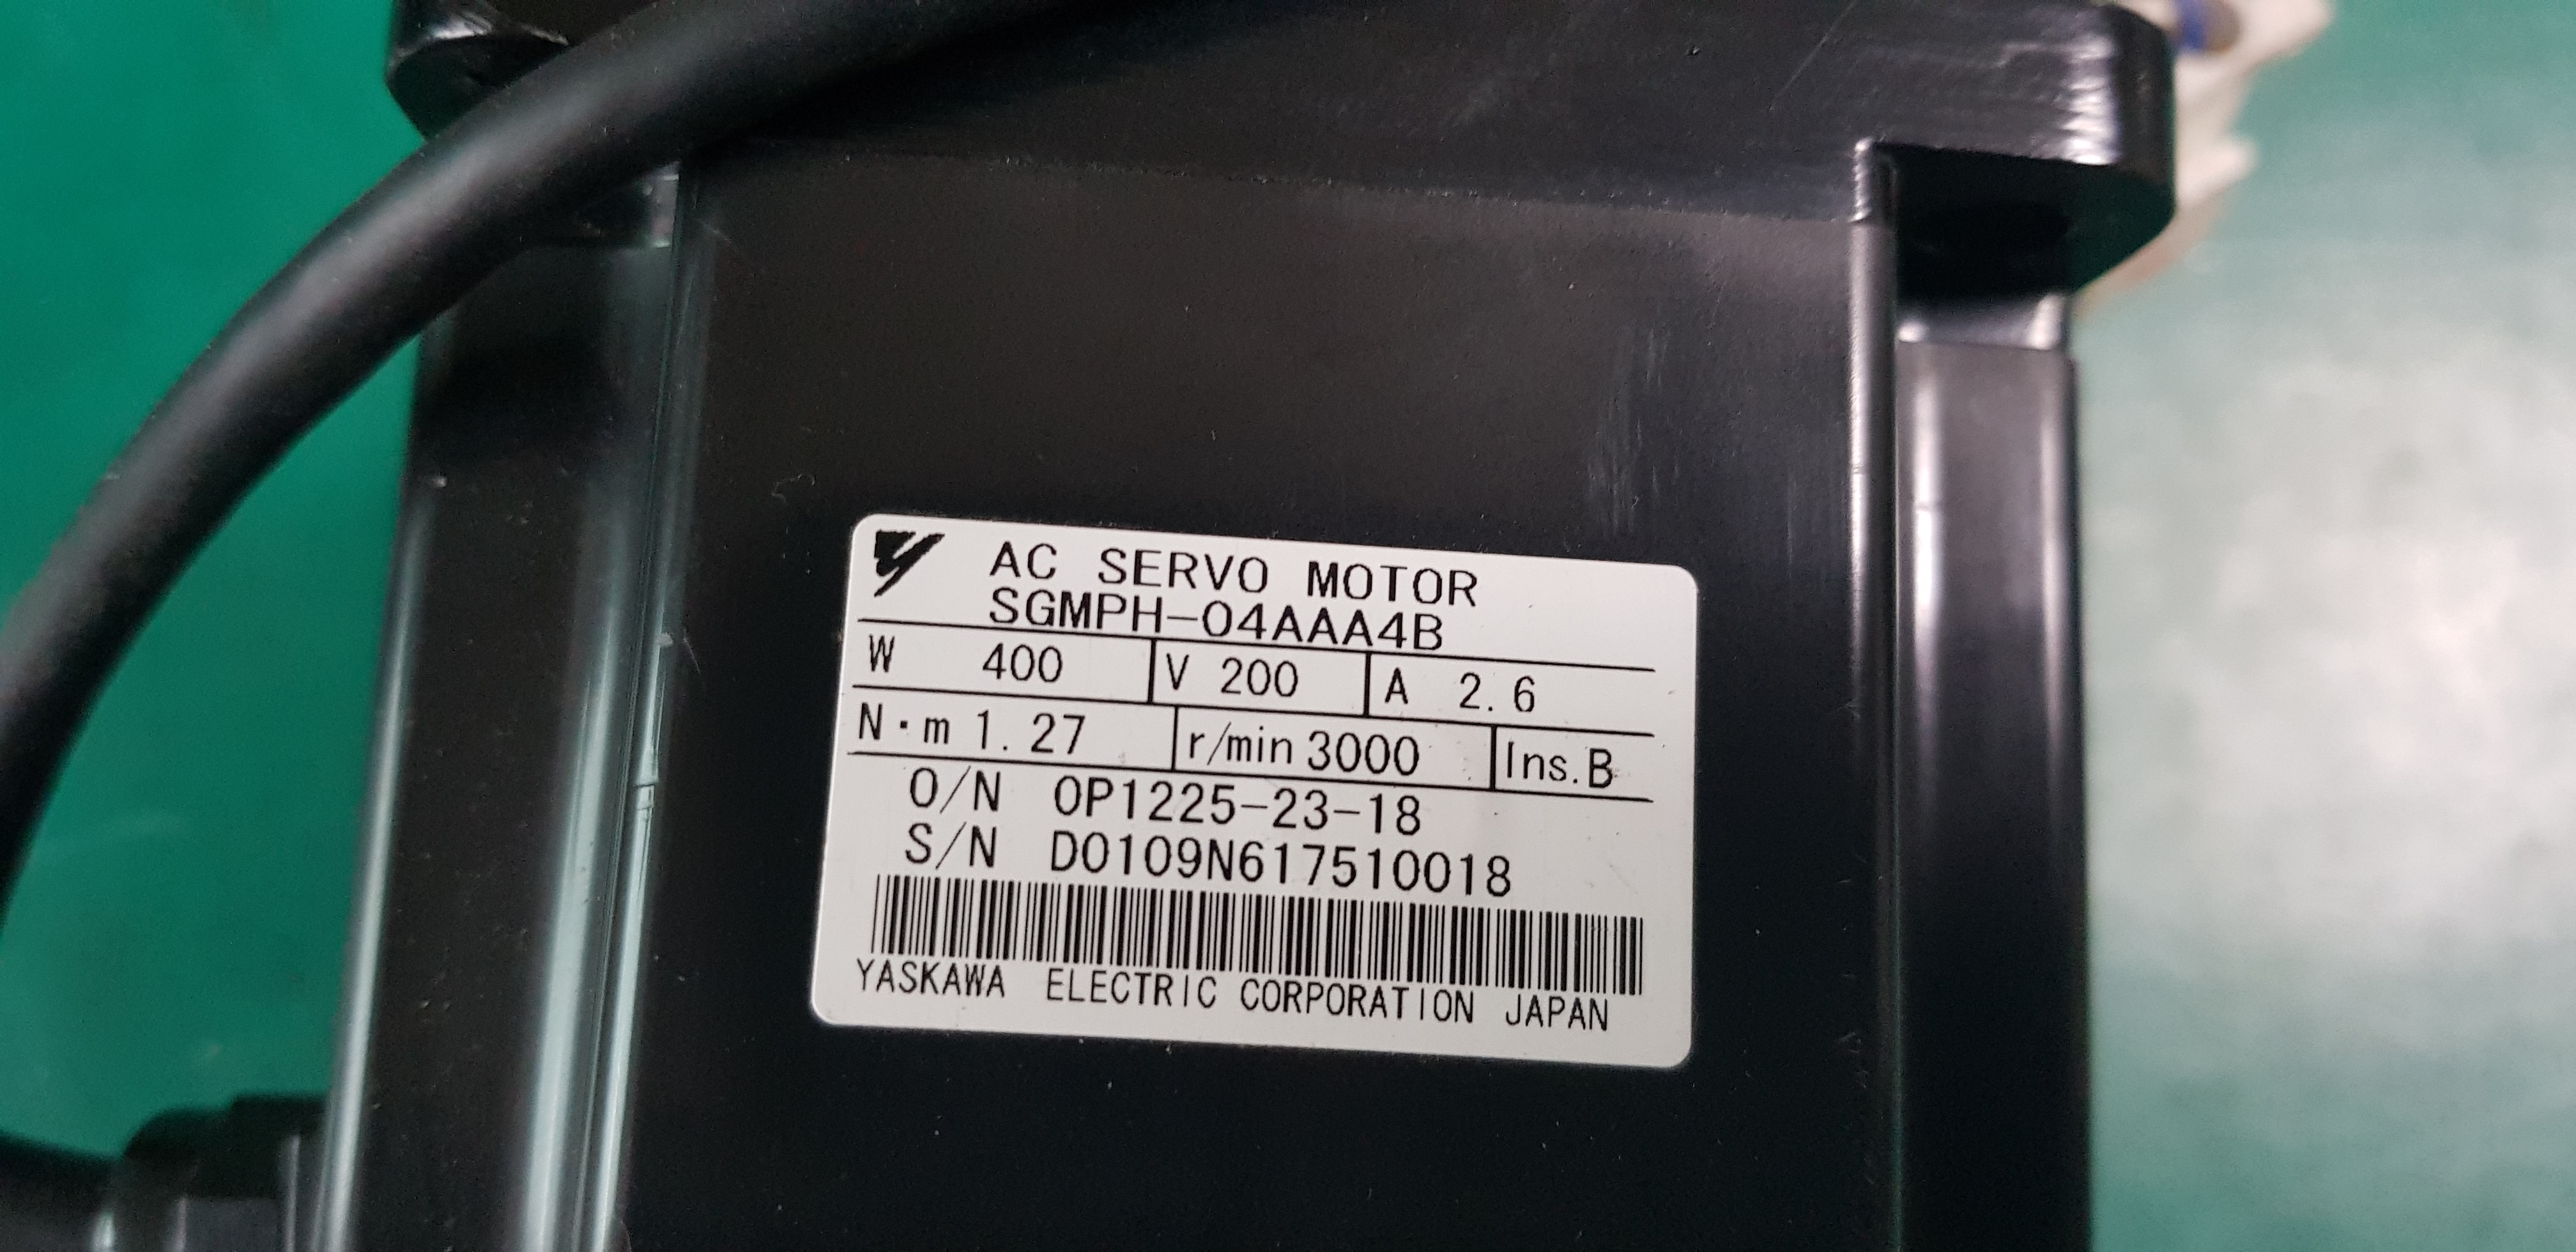 AC SERVO MOTOR
SGMPH-04AAA4B
W 400 V 200 A 2.6
N·m 1.27 r/min 3000 Ins.B
O/N OP1225-23-18
S/N D0109N617510018
YASKAWA ELECTRIC CORPORATION JAPAN